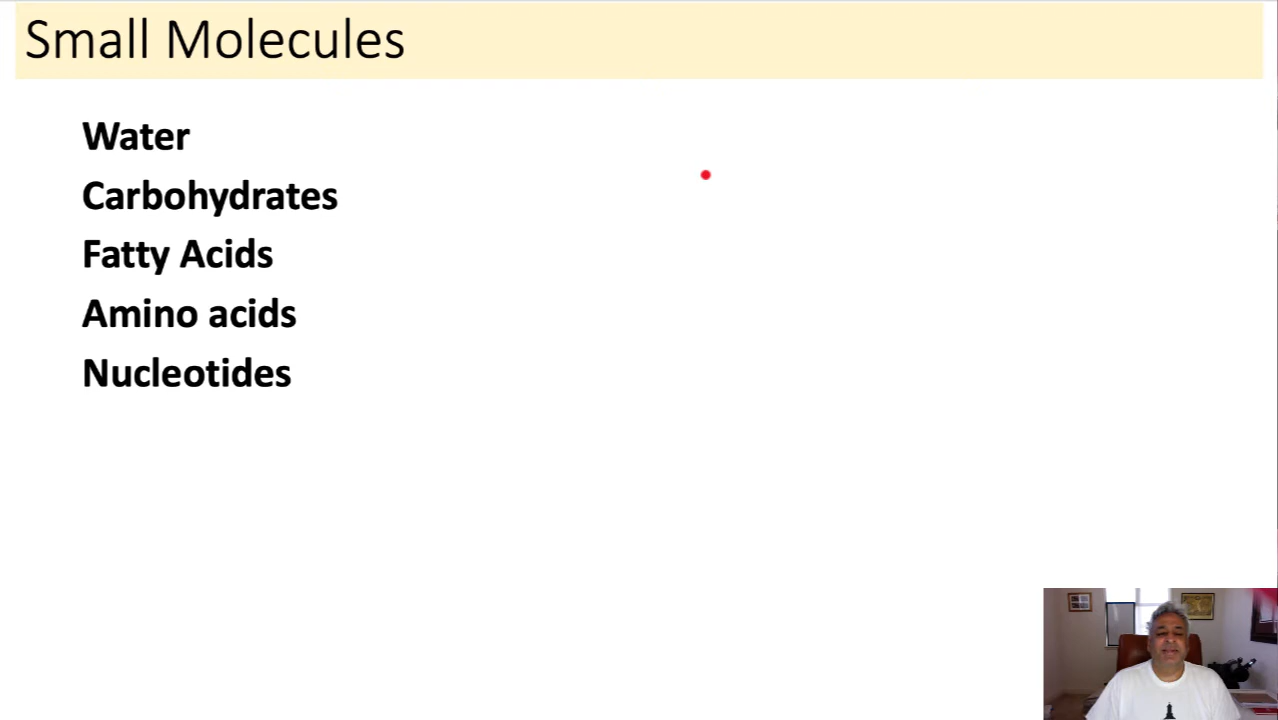 Small Molecules
Water
Carbohydrates
Fatty Acids
Amino acids
Nucleotides